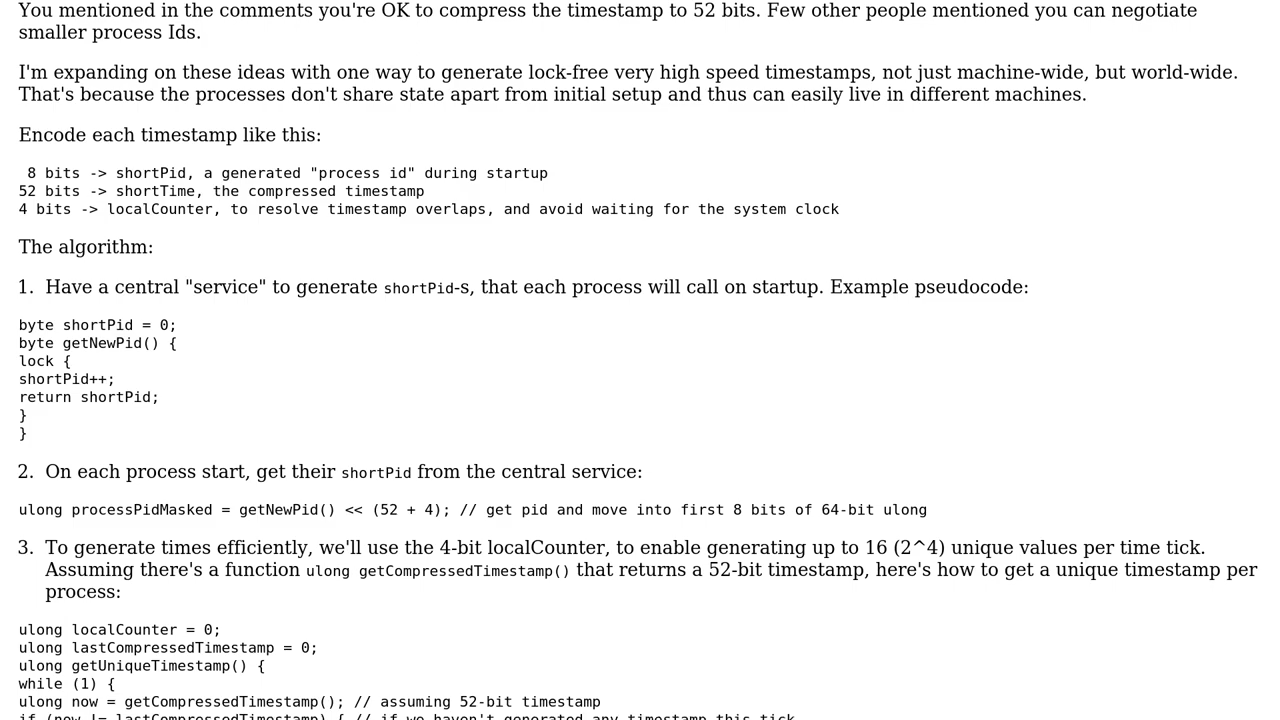 You mentioned in the comments you're OK to compress the timestamp to 52 bits. Few other people mentioned you can negotiate
smaller process Ids.
I'm expanding on these ideas with one way to generate lock-free very high speed timestamps, not just machine-wide, but world-wide.
That's because the processes don't share state apart from initial setup and thus can easily live in different machines.
Encode each timestamp like this:
8 bits -> shortPid, a generated "process id" during startup
52 bits -> shortTime, the compressed timestamp
4 bits -> localCounter, to resolve timestamp overlaps, and avoid waiting for the system clock
The algorithm:
1. Have a central "service" to generate shortPid-s, that each process will call on startup. Example pseudocode:
byte shortPid = 0;
byte getNewPid() {
lock {
shortPid++;
return shortPid;
}
}
2. On each process start, get their shortPid from the central service:
ulong processPidMasked = getNewPid() << (52 + 4); // get pid and move into first 8 bits of 64-bit ulong
3. To generate times efficiently, we'll use the 4-bit localCounter, to enable generating up to 16 (2^4) unique values per time tick.
Assuming there's a function ulong getCompressedTimestamp() that returns a 52-bit timestamp, here's how to get a unique timestamp per
process:
ulong localCounter = 0;
ulong lastCompressedTimestamp = 0;
ulong getUniqueTimestamp() {
while (1) {
ulong now = getCompressedTimestamp(); // assuming 52-bit timestamp
if (now != lastCompressedTimestamp) { // if we haven't generated any timestamp this tick